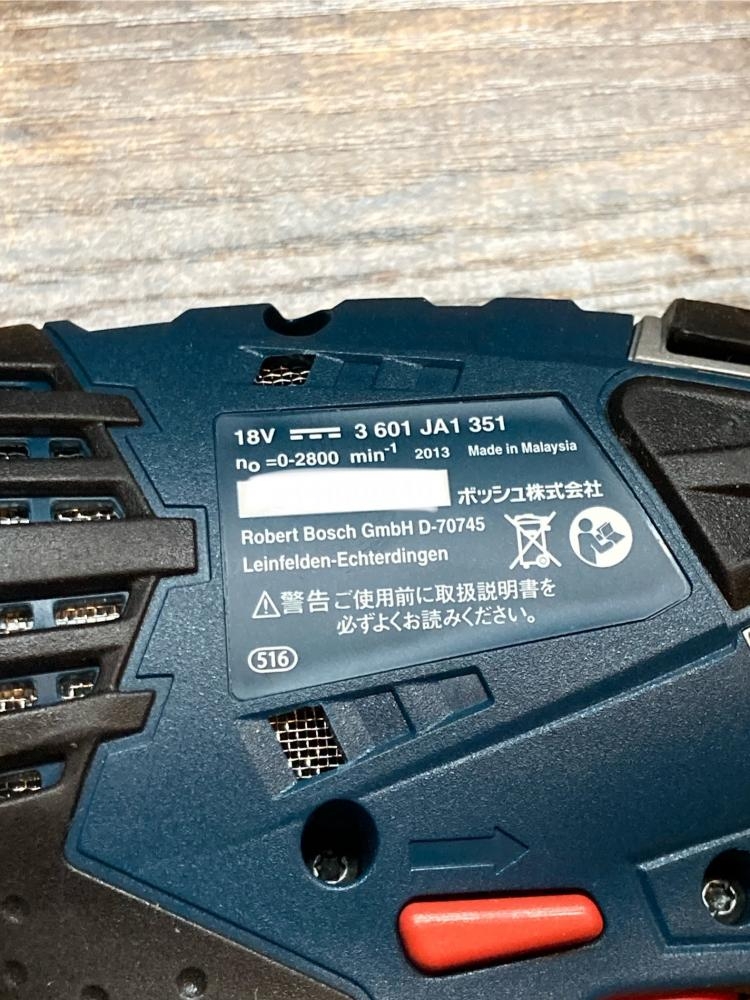 18V 3 601 JA1 351
no =0-2800 min-1 2013 Made in Malaysia
ボッシュ株式会社
Robert Bosch GmbH D-70745
Leinfelden-Echterdingen
警告ご使用前に取扱説明書を
必ずよくお読みください。
516